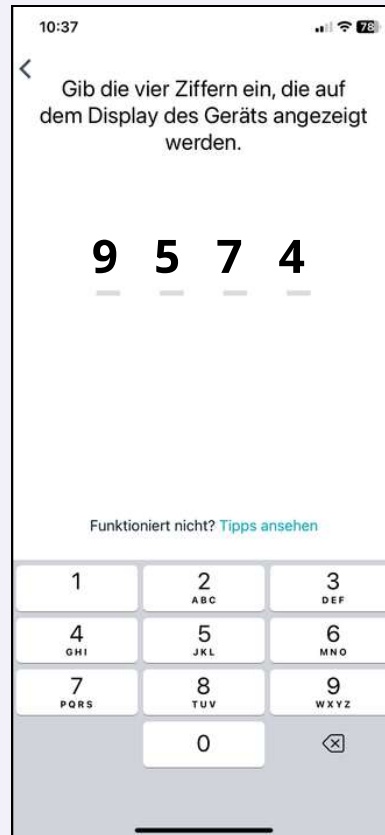 10:37
78
Gib die vier Ziffern ein, die auf
dem Display des Geräts angezeigt
werden.
9 5 7 4
Funktioniert nicht? Tipps ansehen
1 2 3
ABC DEF
4 5 6
GHI JKL MNO
7 8 9
PQRS TUV WXYZ
0